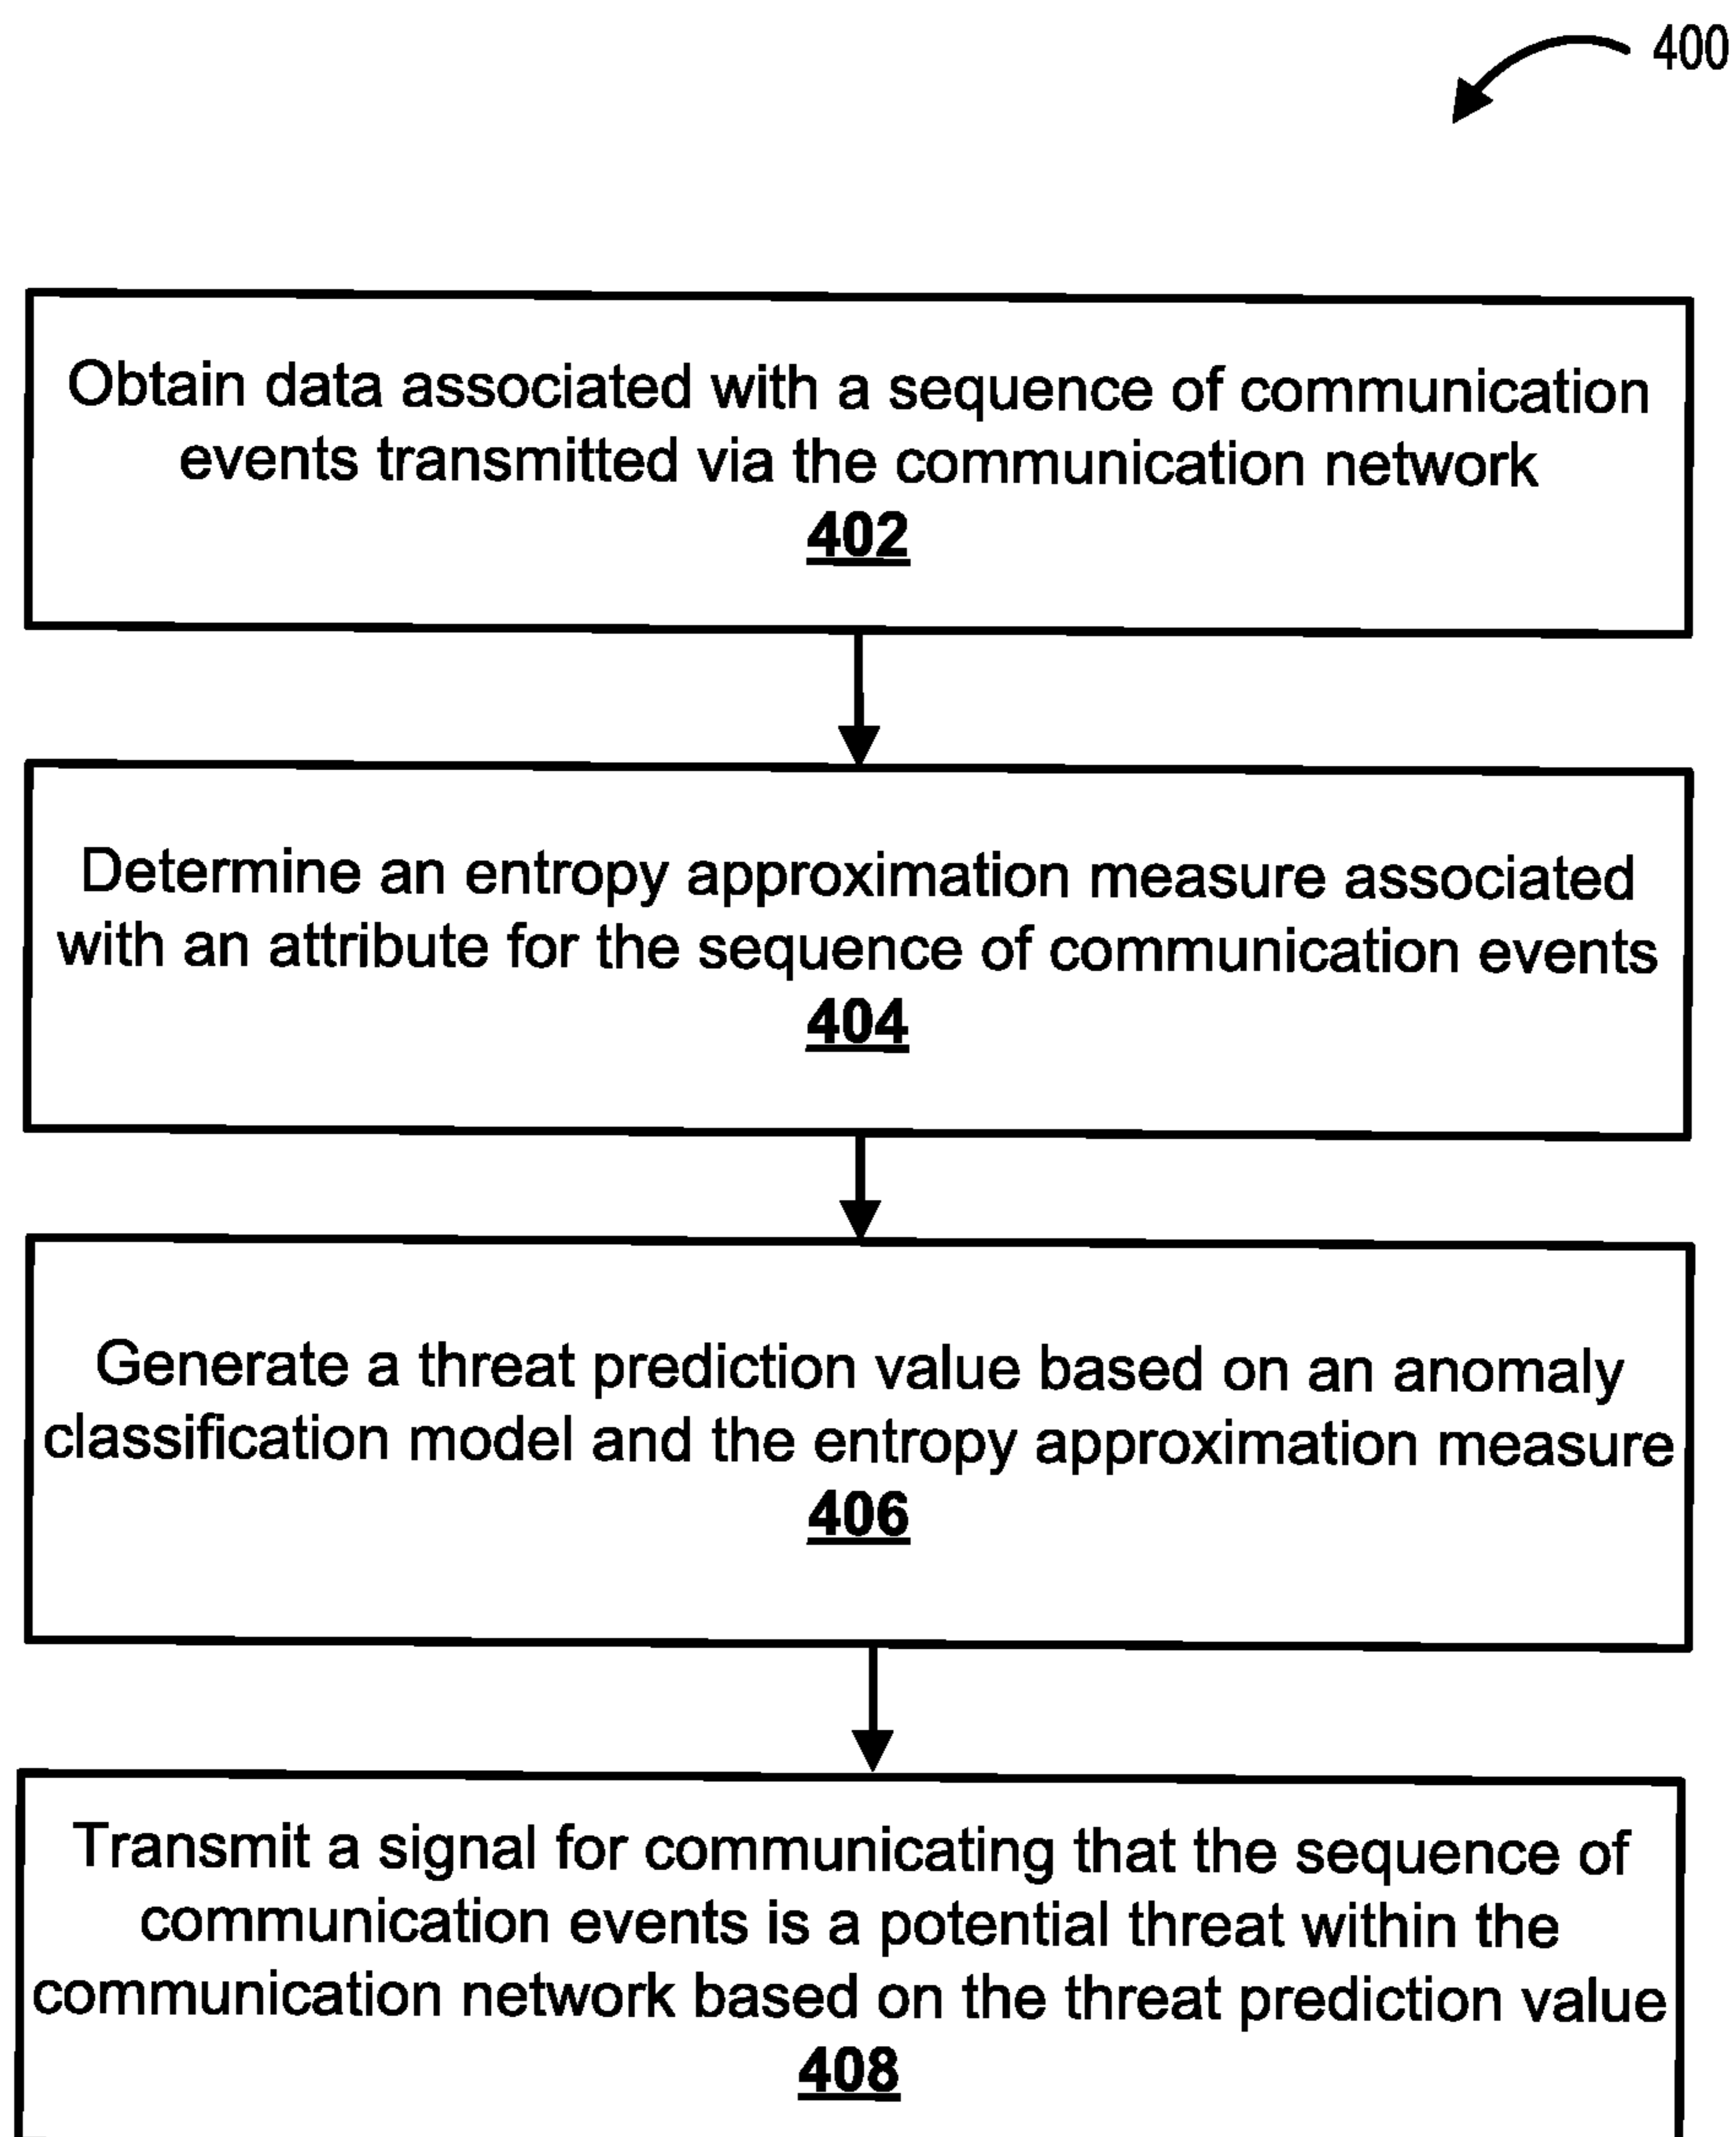 400
Obtain data associated with a sequence of communication
events transmitted via the communication network
402
Determine an entropy approximation measure associated
with an attribute for the sequence of communication events
404
Generate a threat prediction value based on an anomaly
classification model and the entropy approximation measure
406
Transmit a signal for communicating that the sequence of
communication events is a potential threat within the
communication network based on the threat prediction value
408